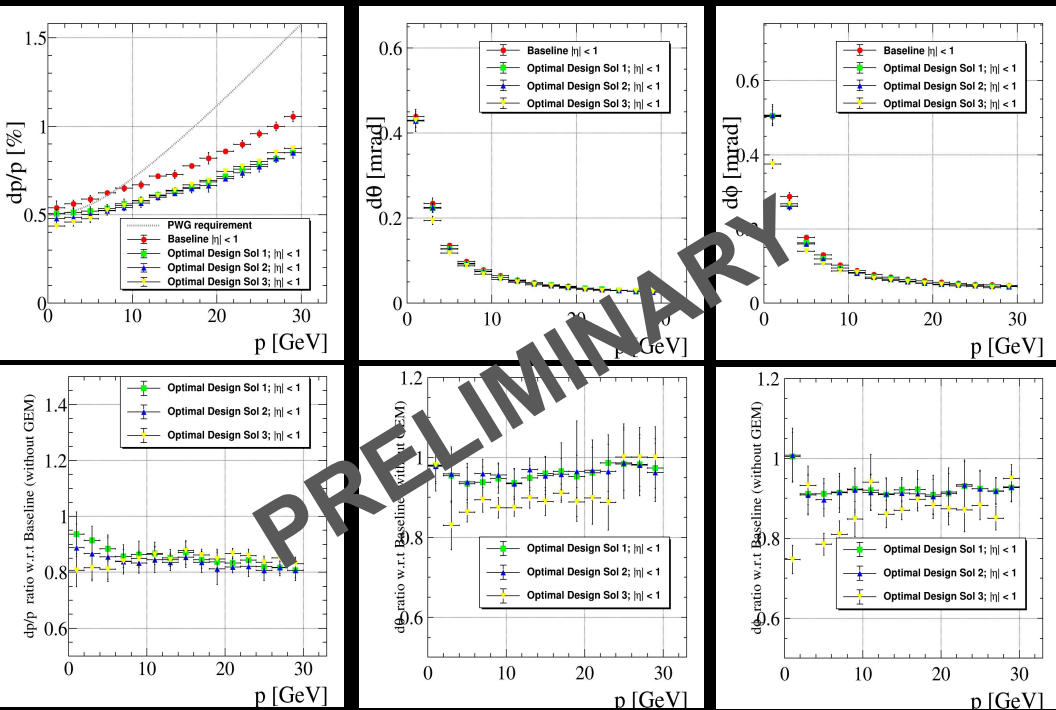 1.5
1
0.5
0
0 10 20 30
dp/p [%]
p [GeV]
PWG requirement
Baseline |η| < 1
Optimal Design Sol 1; |η| < 1
Optimal Design Sol 2; |η| < 1
Optimal Design Sol 3; |η| < 1
0.6
0.4
0.2
0
0 10 20 30
dθ [mrad]
p [GeV]
Baseline |η| < 1
Optimal Design Sol 1; |η| < 1
Optimal Design Sol 2; |η| < 1
Optimal Design Sol 3; |η| < 1
0.6
0.4
0
0 10 20 30
dϕ [mrad]
p [GeV]
Baseline |η| < 1
Optimal Design Sol 1; |η| < 1
Optimal Design Sol 2; |η| < 1
Optimal Design Sol 3; |η| < 1
PRELIMINARY
1.4
1.2
1
0.8
0.6
0 10 20 30
dp/p ratio w.r.t Baseline (without GEM)
p [GeV]
Optimal Design Sol 1; |η| < 1
Optimal Design Sol 2; |η| < 1
Optimal Design Sol 3; |η| < 1
1.2
1
0.8
0.6
0 10 20 30
dθ ratio w.r.t Baseline (without GEM)
p [GeV]
Optimal Design Sol 1; |η| < 1
Optimal Design Sol 2; |η| < 1
Optimal Design Sol 3; |η| < 1
1.2
1
0.8
0.6
0 10 20 30
ratio w.r.t Baseline (without GEM)
p [GeV]
Optimal Design Sol 1; |η| < 1
Optimal Design Sol 2; |η| < 1
Optimal Design Sol 3; |η| < 1